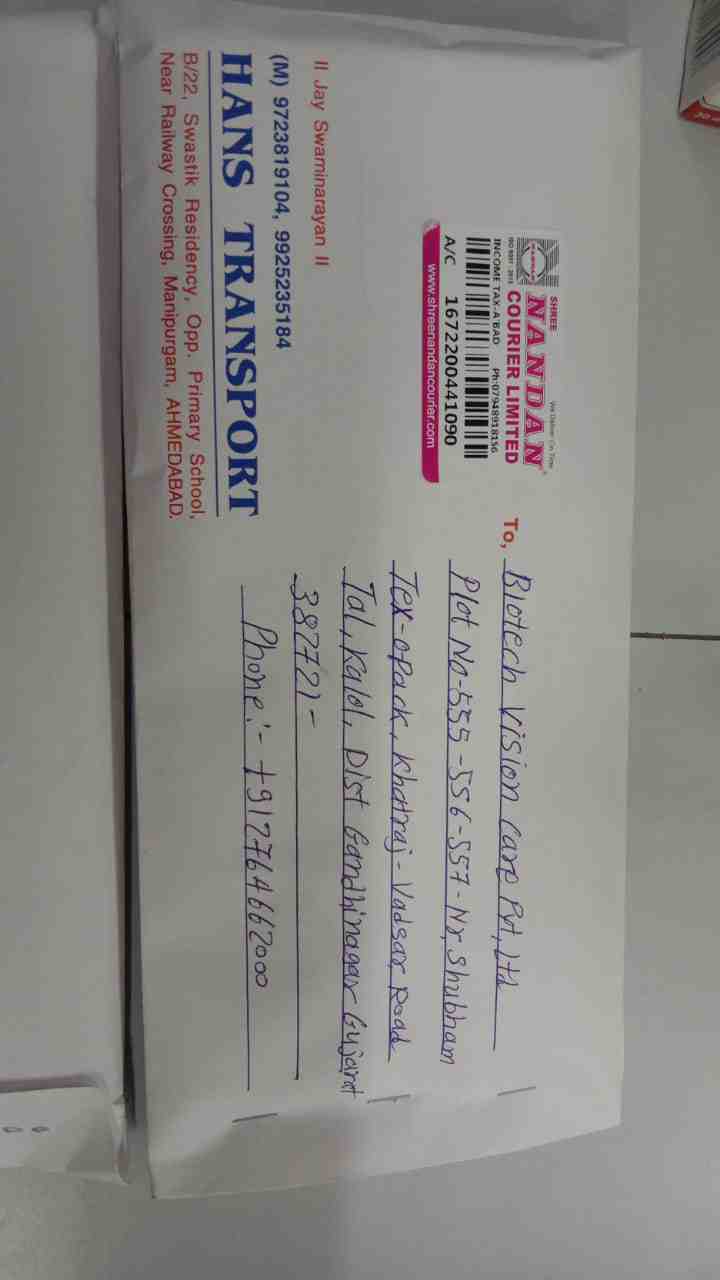 SHREE
NANDAN
We Deliver On Time
COURIER LIMITED
ISO 9001 : 2015
INCOME TAX-A'BAD Ph:07948918156
A/C 1672200441090
www.shreenandancourier.com
To, Biotech Vision Care Pvt, Ltd
Plot No-555-556-557-Nr, Shubham
Tex-o-Pack, Khatraj-Vadsar Road
Tal, Kalol, Dist Gandhinagar Gujarat
382721-
Phone:- +912764662000
II Jay Swaminarayan II
(M) 9723819104, 9925235184
HANS TRANSPORT
B/22, Swastik Residency, Opp. Primary School,
Near Railway Crossing, Manipurgam, AHMEDABAD.